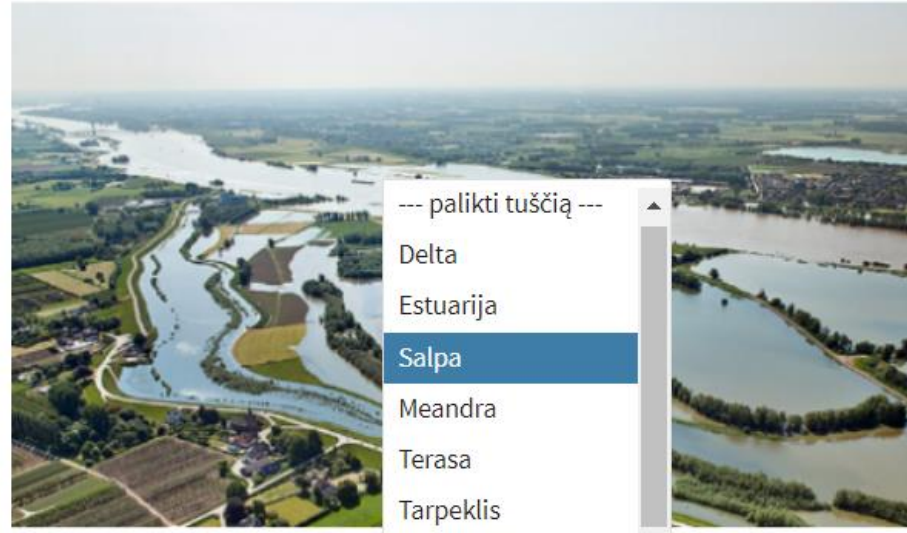 --- palikti tuščią ---
Delta
Estuarija
Salpa
Meandra
Terasa
Tarpeklis